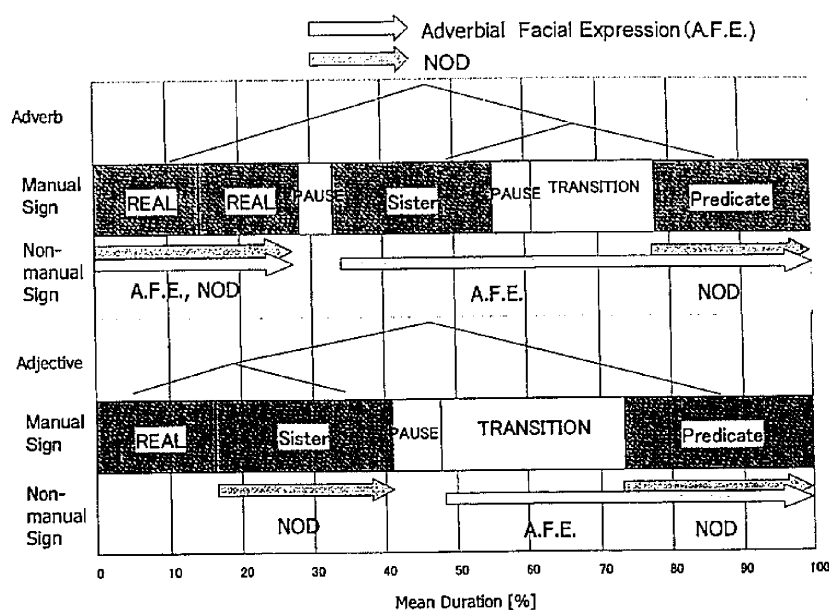 Adverbial Facial Expression (A.F.E.)
NOD
Adverb
Manual
Sign
REAL
REAL
PAUSE
Sister
PAUSE
TRANSITION
Predicate
Non-
manual
Sign
A.F.E., NOD
A.F.E.
NOD
Adjective
Manual
Sign
REAL
Sister
PAUSE
TRANSITION
Predicate
Non-
manual
Sign
NOD
A.F.E.
NOD
0 10 20 30 40 50 60 70 80 90 100
Mean Duration [%]